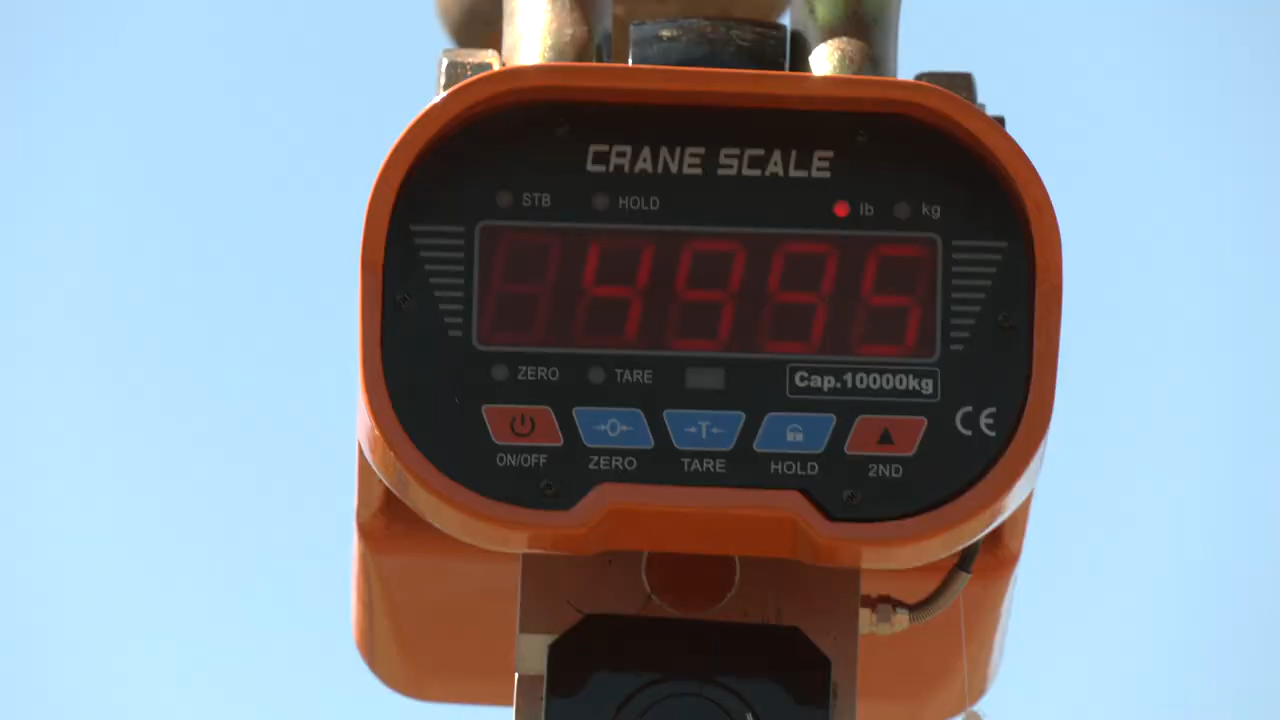 CRANE SCALE
STB HOLD lb kg
4995
ZERO TARE Cap.10000kg
CE
ON/OFF ZERO TARE HOLD 2ND